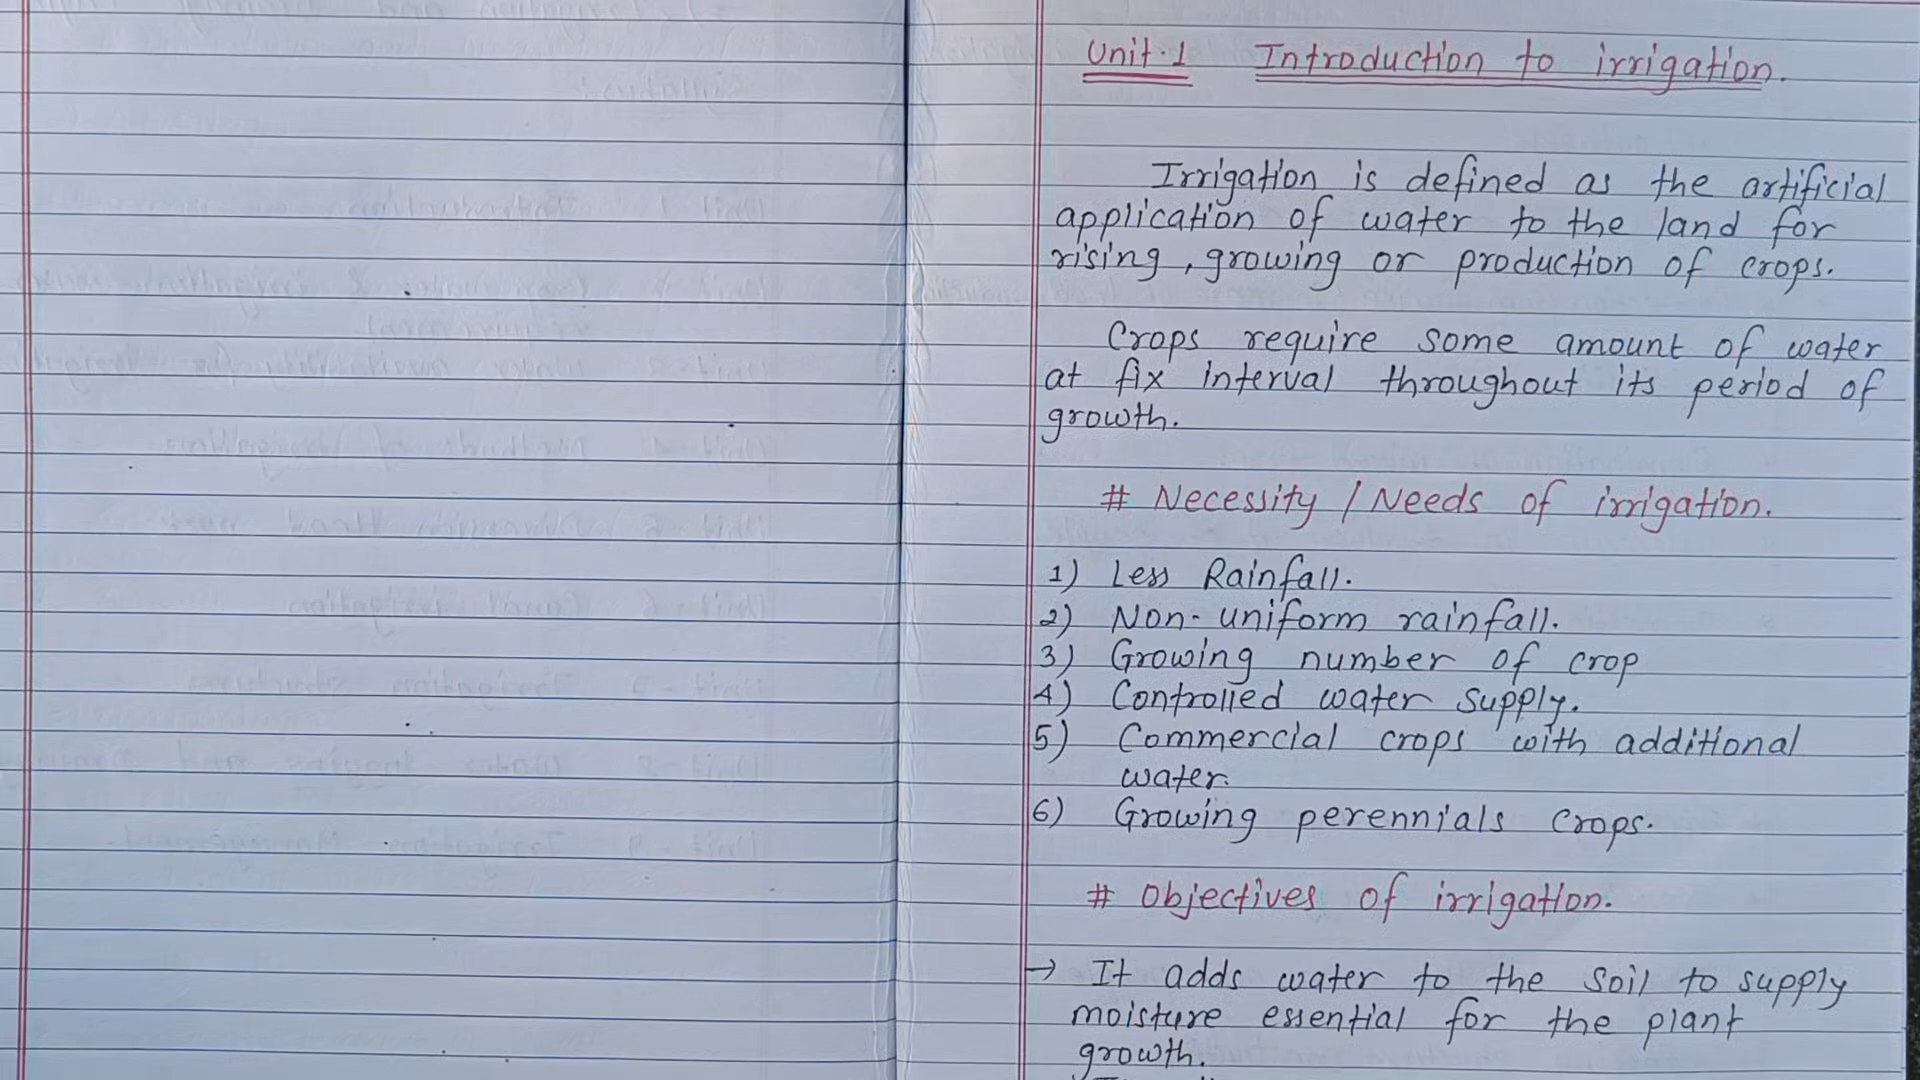 Unit-1 Introduction to irrigation.
Irrigation is defined as the artificial
application of water to the land for
rising, growing or production of crops.
Crops require some amount of water
at fix interval throughout its period of
growth.
# Necessity / Needs of irrigation.
1) Less Rainfall.
2) Non-uniform rainfall.
3) Growing number of crop
4) Controlled water supply.
5) Commercial crops with additional
water.
6) Growing perennials crops.
# Objectives of irrigation.
→ It adds water to the soil to supply
moisture essential for the plant
growth.